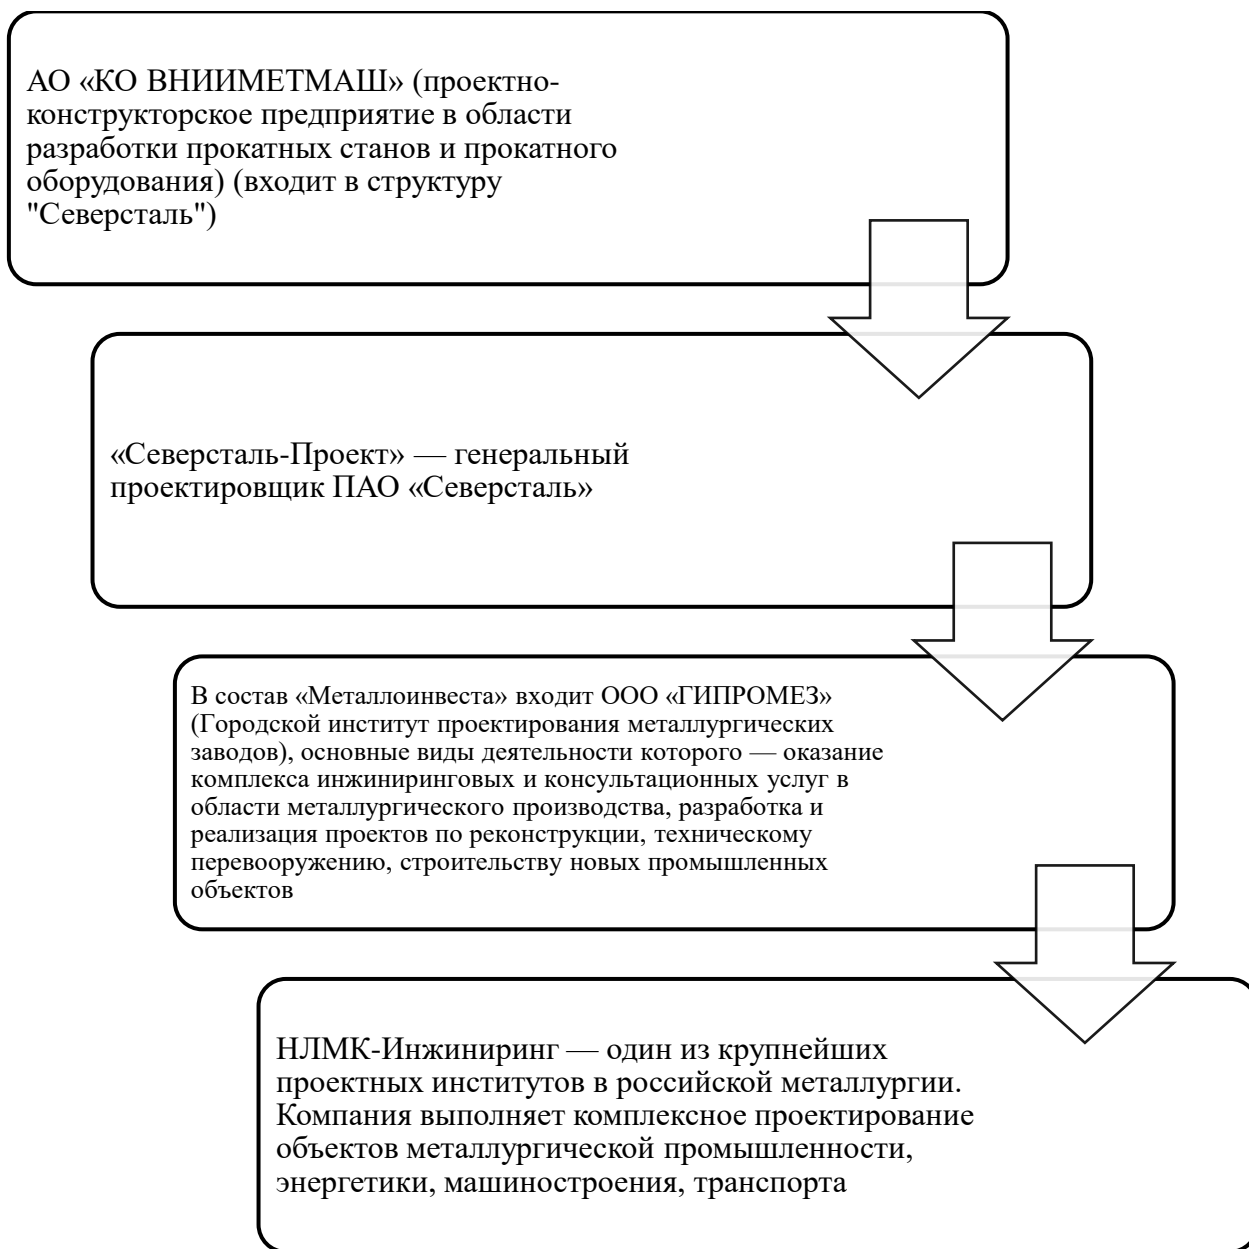 АО «КО ВНИИМЕТМАШ» (проектно-
конструкторское предприятие в области
разработки прокатных станов и прокатного
оборудования) (входит в структуру
"Северсталь")
«Северсталь-Проект» — генеральный
проектировщик ПАО «Северсталь»
В состав «Металлоинвеста» входит ООО «ГИПРОМЕЗ»
(Городской институт проектирования металлургических
заводов), основные виды деятельности которого — оказание
комплекса инжиниринговых и консультационных услуг в
области металлургического производства, разработка и
реализация проектов по реконструкции, техническому
перевооружению, строительству новых промышленных
объектов
НЛМК-Инжиниринг — один из крупнейших
проектных институтов в российской металлургии.
Компания выполняет комплексное проектирование
объектов металлургической промышленности,
энергетики, машиностроения, транспорта